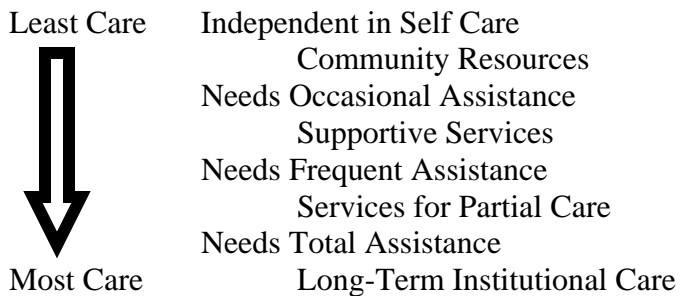 Least Care Independent in Self Care
Community Resources
Needs Occasional Assistance
Supportive Services
Needs Frequent Assistance
Services for Partial Care
Needs Total Assistance
Most Care Long-Term Institutional Care